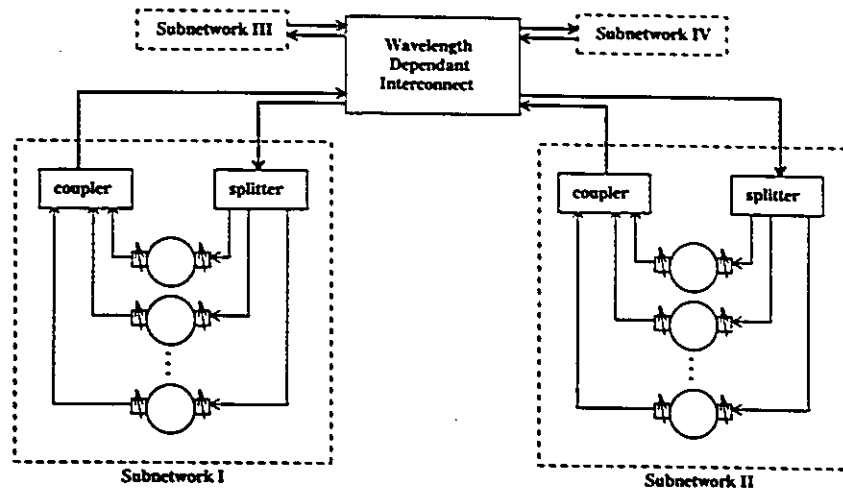 Subnetwork III
Wavelength
Dependant
Interconnect
Subnetwork IV
coupler
splitter
coupler
splitter
Subnetwork I
Subnetwork II